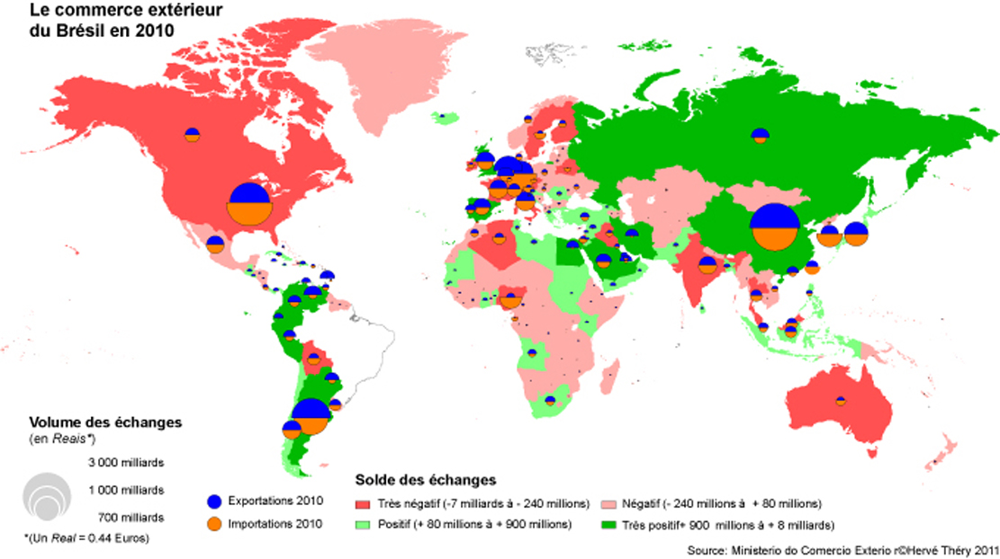 Le commerce extérieur
du Brésil en 2010
Volume des échanges
(en Reais*)
3 000 milliards
1 000 milliards
700 milliards
*(Un Real = 0.44 Euros)
Exportations 2010
Importations 2010
Solde des échanges
Très négatif (-7 milliards à - 240 millions)
Négatif (- 240 millions à + 80 millions)
Positif (+ 80 millions à + 900 millions)
Très positif+ 900 millions à + 8 milliards)
Source: Ministerio do Comercio Exterio r©Hervé Théry 2011